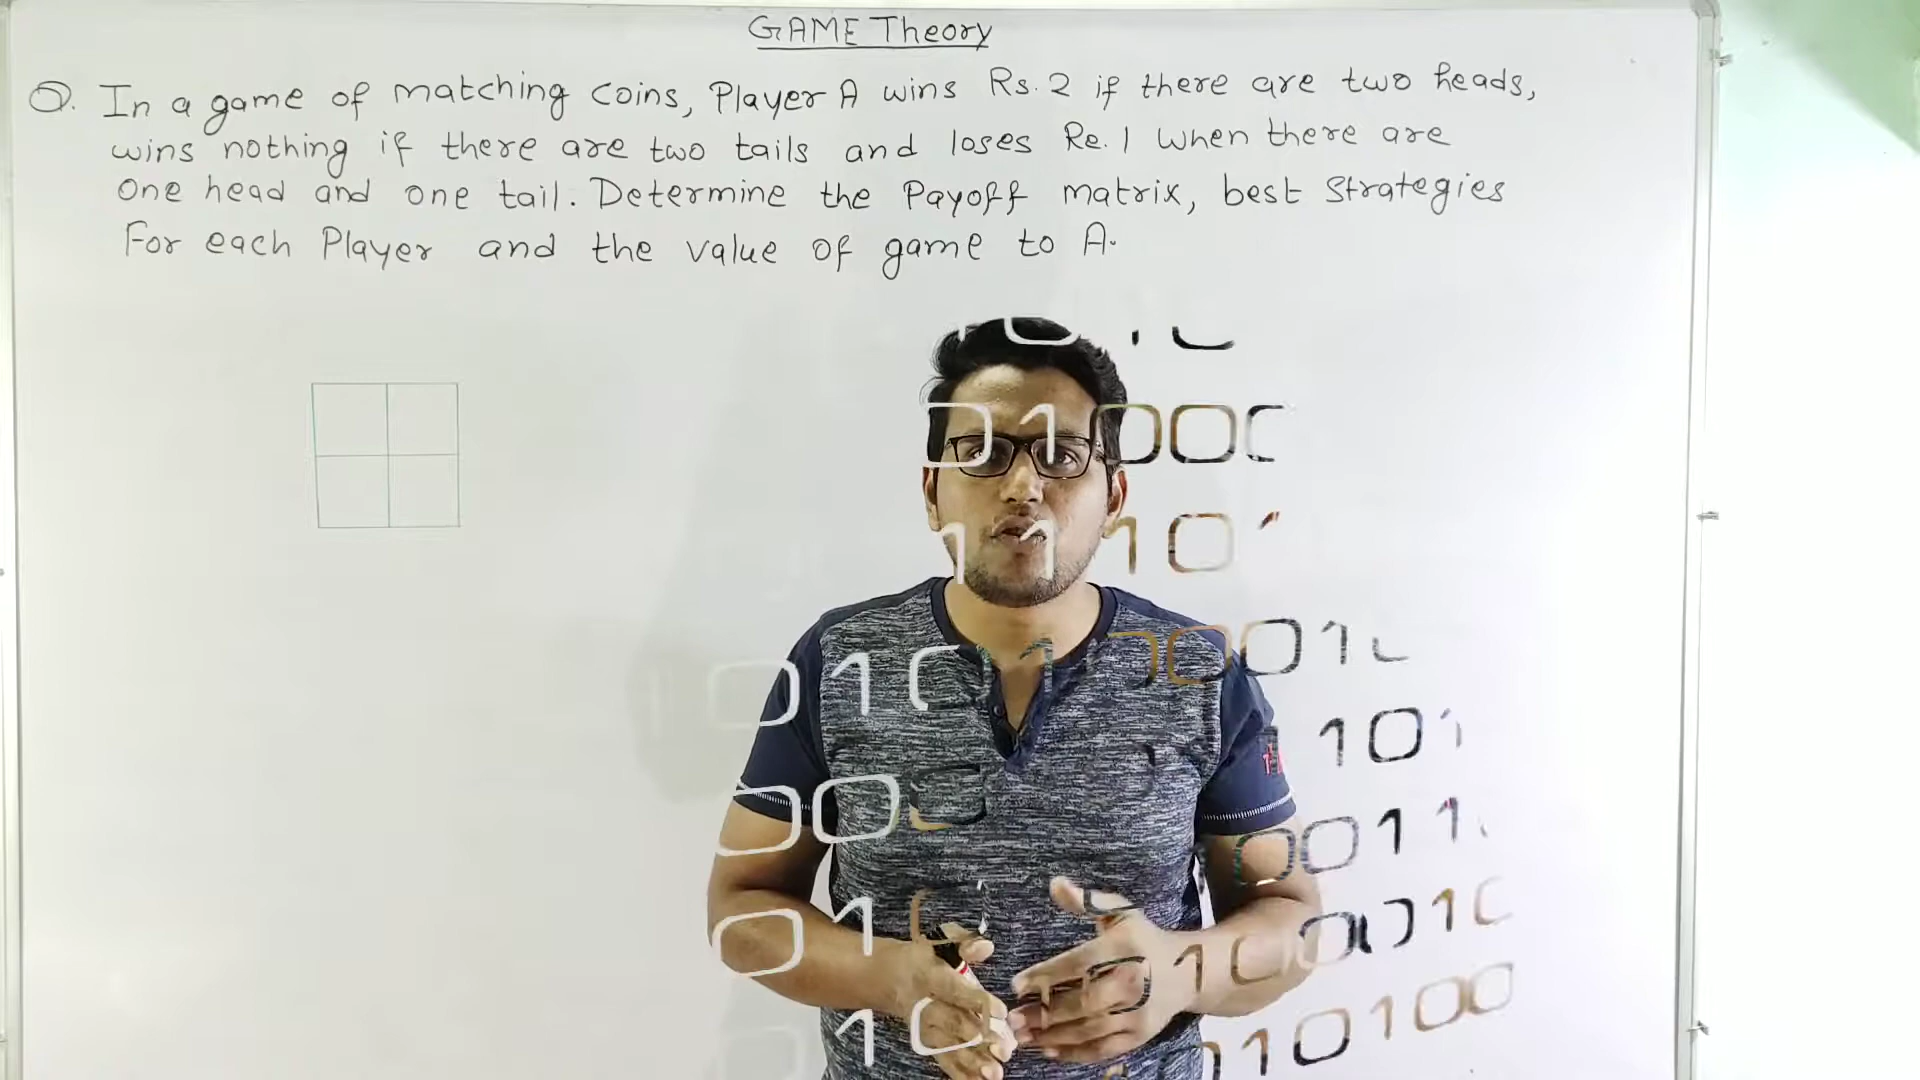 GAME Theory
Q. In a game of matching coins, Player A wins Rs. 2 if there are two heads,
wins nothing if there are two tails and loses Re. 1 when there are
one head and one tail. Determine the Payoff matrix, best strategies
For each Player and the value of game to A.